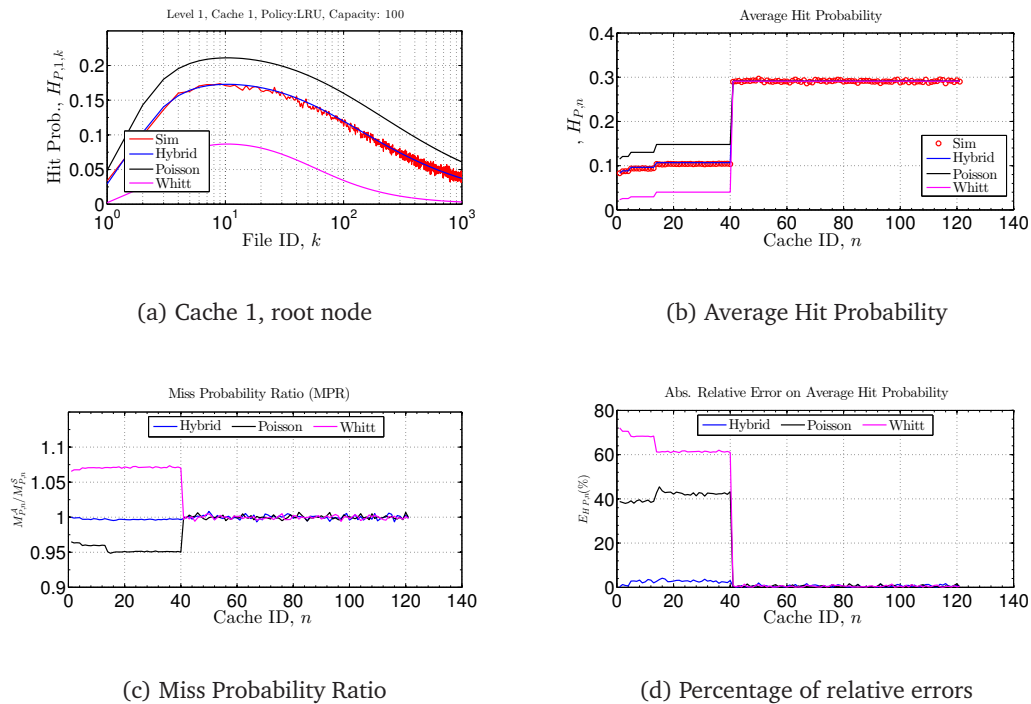 Level 1, Cache 1, Policy:LRU, Capacity: 100
Hit Prob., H_{P,1,k}
0.2
0.15
0.1
0.05
0
Sim
Hybrid
Poisson
Whitt
10^0
10^1
10^2
10^3
File ID, k
(a) Cache 1, root node
Average Hit Probability
, H_{P,n}
0.4
0.3
0.2
0.1
0
Sim
Hybrid
Poisson
Whitt
0 20 40 60 80 100 120 140
Cache ID, n
(b) Average Hit Probability
Miss Probability Ratio (MPR)
Hybrid Poisson Whitt
M^A_{P,n}/M^S_{P,n}
1.1
1.05
1
0.95
0.9
0 20 40 60 80 100 120 140
Cache ID, n
(c) Miss Probability Ratio
Abs. Relative Error on Average Hit Probability
Hybrid Poisson Whitt
E_{HP,n}(%)
80
60
40
20
0
0 20 40 60 80 100 120 140
Cache ID, n
(d) Percentage of relative errors